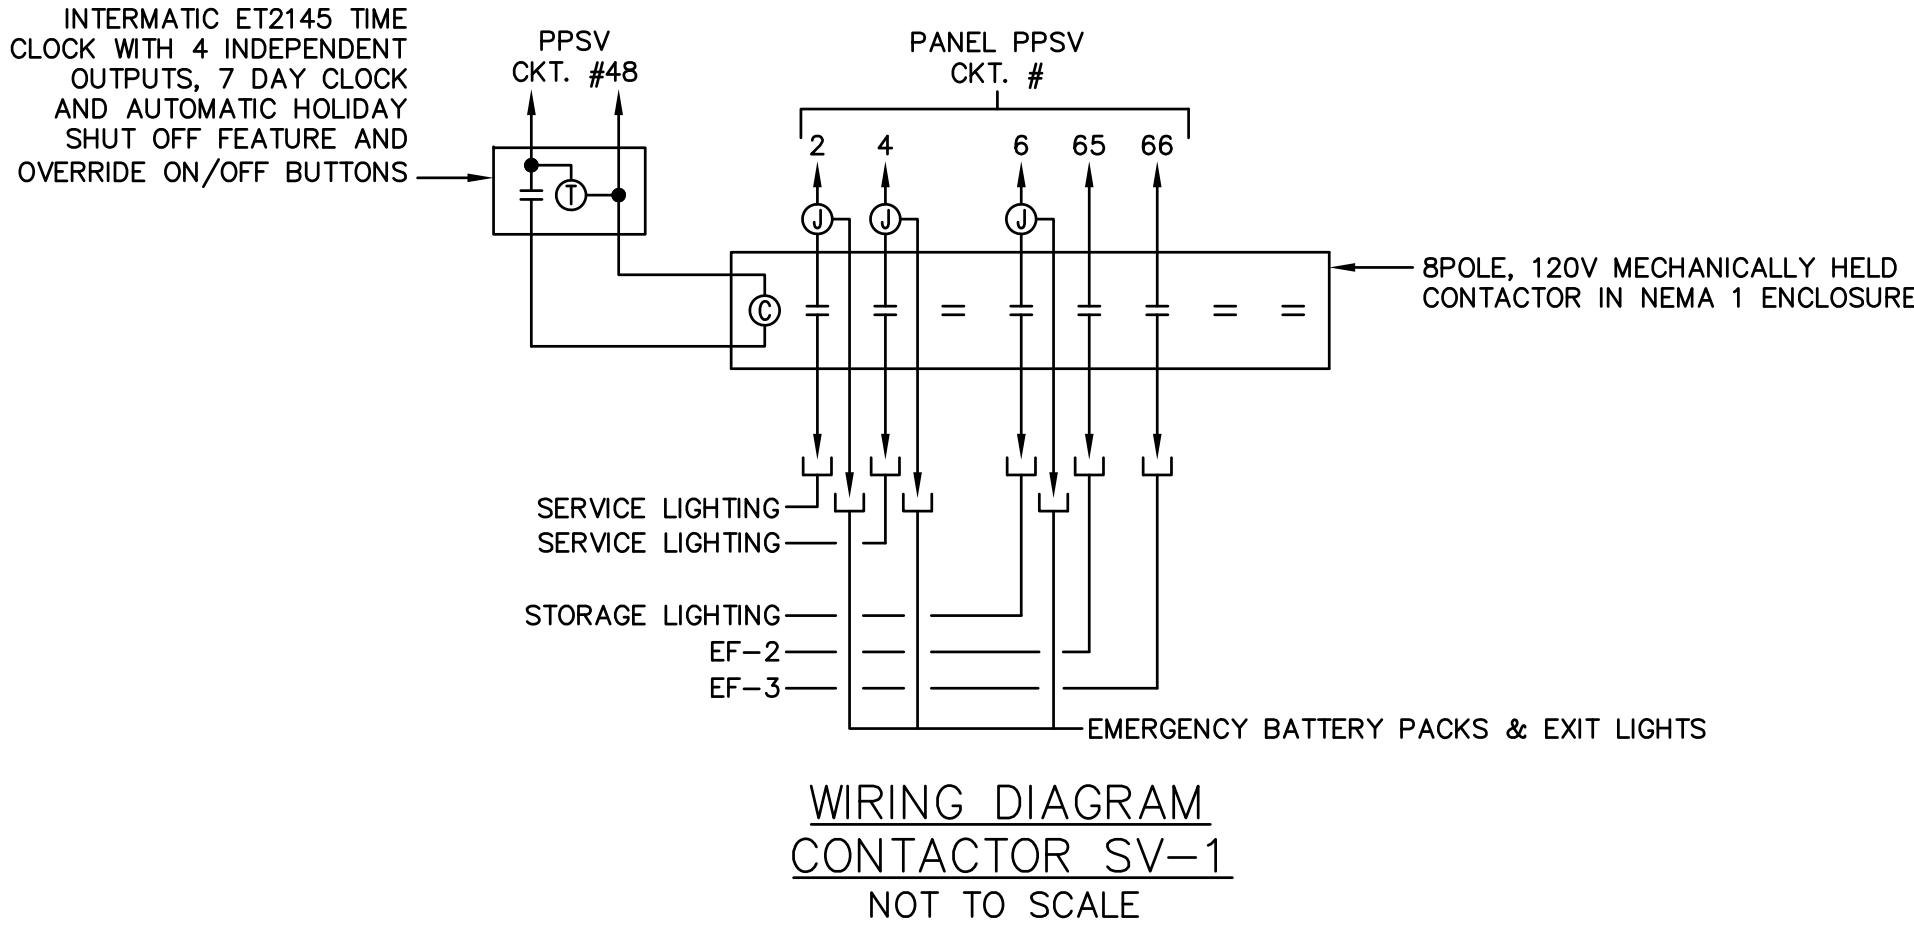 INTERMATIC ET2145 TIME
CLOCK WITH 4 INDEPENDENT
OUTPUTS, 7 DAY CLOCK
AND AUTOMATIC HOLIDAY
SHUT OFF FEATURE AND
OVERRIDE ON/OFF BUTTONS
PPSV
CKT. #48
T
PANEL PPSV
CKT. #
2 4 6 65 66
J J J
C
8POLE, 120V MECHANICALLY HELD
CONTACTOR IN NEMA 1 ENCLOSURE
SERVICE LIGHTING
SERVICE LIGHTING
STORAGE LIGHTING
EF-2
EF-3
EMERGENCY BATTERY PACKS & EXIT LIGHTS
WIRING DIAGRAM
CONTACTOR SV-1
NOT TO SCALE